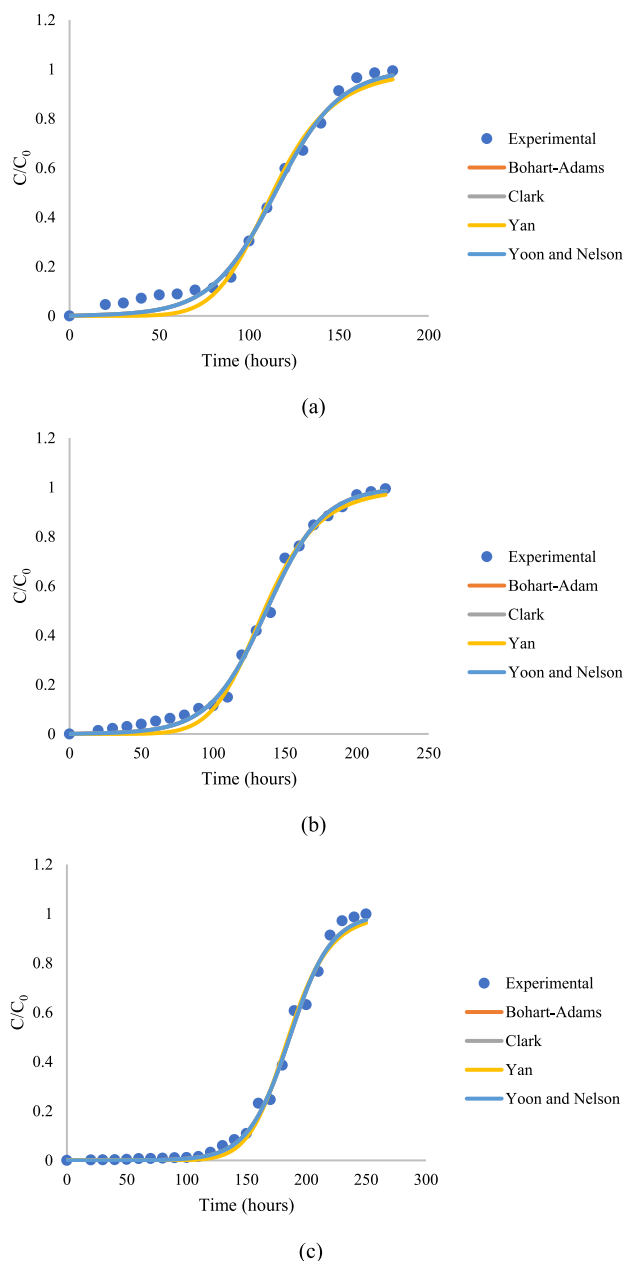 1.2
1
0.8
0.6
0.4
0.2
0
C/C0
0 50 100 150 200
Time (hours)
Experimental
Bohart-Adams
Clark
Yan
Yoon and Nelson
(a)
1.2
1
0.8
0.6
0.4
0.2
0
C/C0
0 50 100 150 200 250
Time (hours)
Experimental
Bohart-Adam
Clark
Yan
Yoon and Nelson
(b)
1.2
1
0.8
0.6
0.4
0.2
0
C/C0
0 50 100 150 200 250 300
Time (hours)
Experimental
Bohart-Adams
Clark
Yan
Yoon and Nelson
(c)